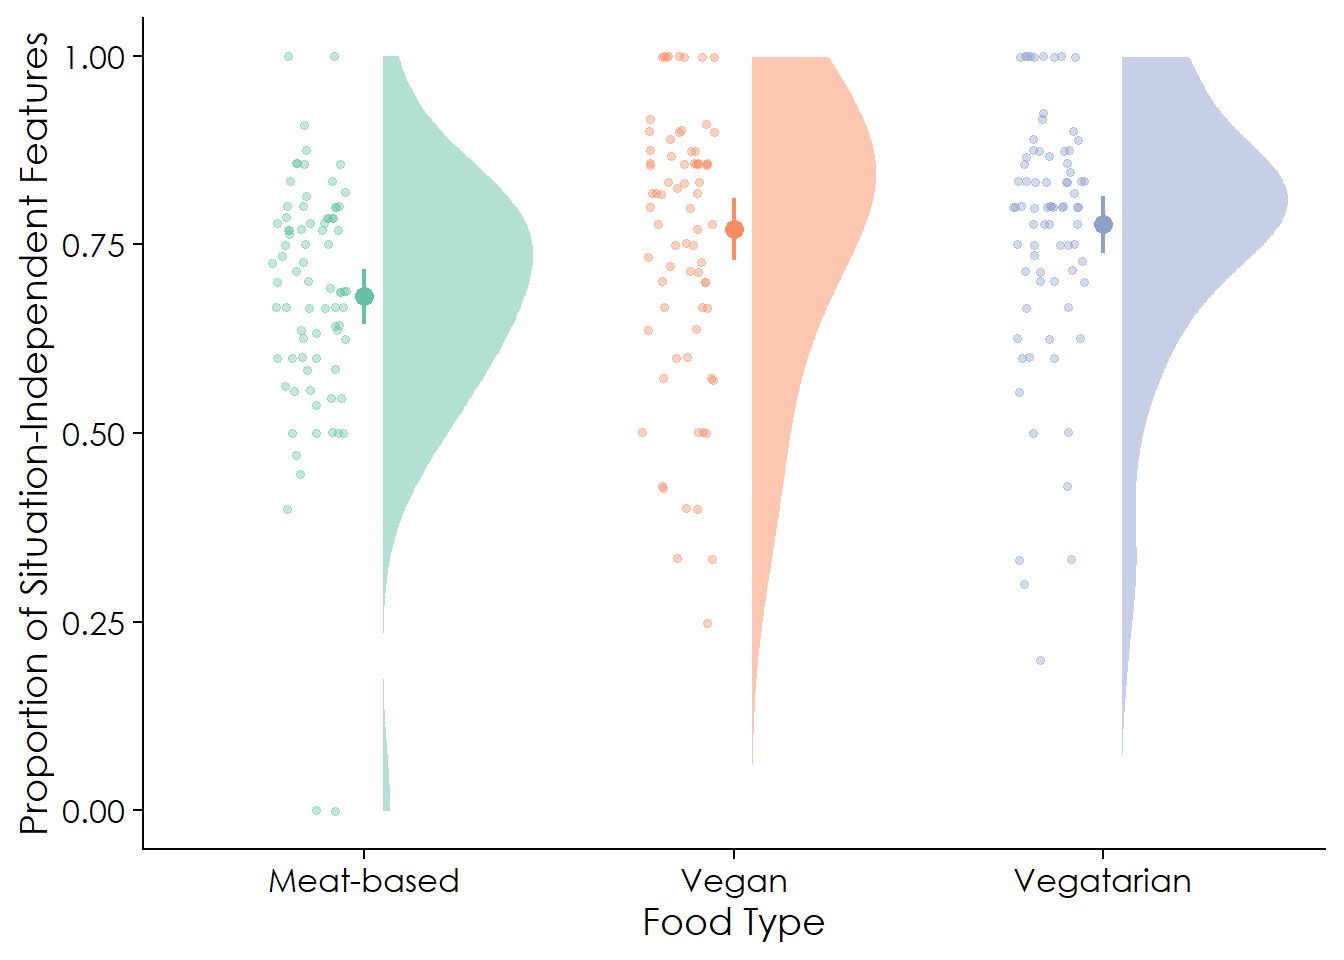 Proportion of Situation-Independent Features
1.00
0.75
0.50
0.25
0.00
Meat-based
Vegan
Vegatarian
Food Type